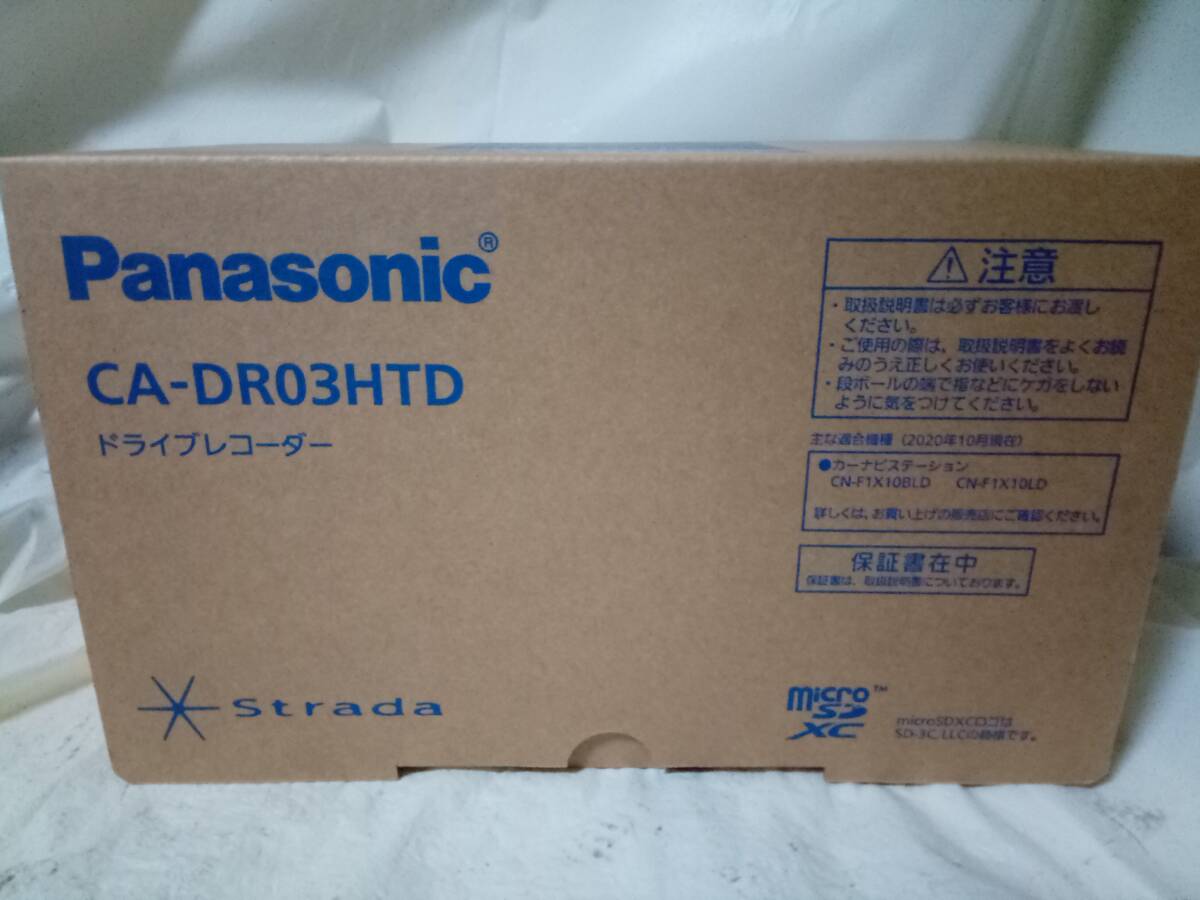 Panasonic®
CA-DR03HTD
ドライブレコーダー
Strada
⚠注意
・取扱説明書は必ずお客様にお渡し
ください。
・ご使用の際は、取扱説明書をよくお読
みのうえ正しくお使いください。
・段ボールの端で指などにケガをしない
ように気をつけてください。
主な適合機種（2020年10月現在）
●カーナビステーション
CN-F1X10BLD CN-F1X10LD
詳しくは、お買い上げの販売店にご確認ください。
保証書在中
保証書は、取扱説明書についております。
micro™
SD
XC
microSDXCロゴは
SD-3C, LLCの商標です。